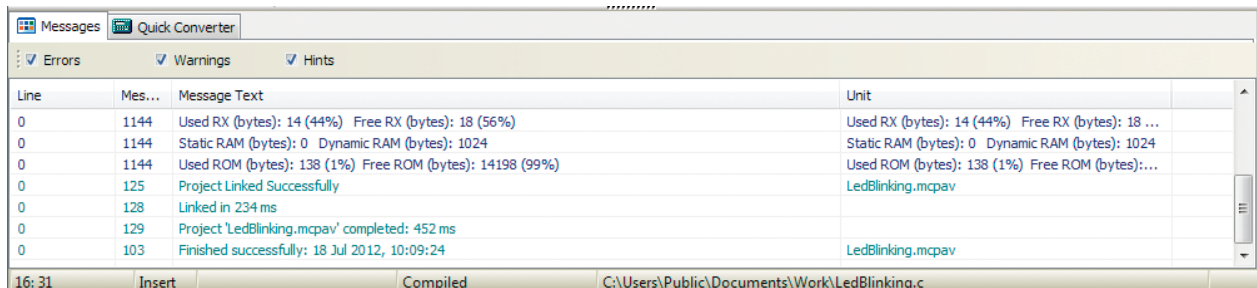 Messages Quick Converter
Errors Warnings Hints
Line Mes... Message Text Unit
0 1144 Used RX (bytes): 14 (44%) Free RX (bytes): 18 (56%) Used RX (bytes): 14 (44%) Free RX (bytes): 18 ...
0 1144 Static RAM (bytes): 0 Dynamic RAM (bytes): 1024 Static RAM (bytes): 0 Dynamic RAM (bytes): 1024
0 1144 Used ROM (bytes): 138 (1%) Free ROM (bytes): 14198 (99%) Used ROM (bytes): 138 (1%) Free ROM (bytes):...
0 125 Project Linked Successfully LedBlinking.mcpav
0 128 Linked in 234 ms
0 129 Project 'LedBlinking.mcpav' completed: 452 ms
0 103 Finished successfully: 18 Jul 2012, 10:09:24 LedBlinking.mcpav
16: 31 Insert Compiled C:\Users\Public\Documents\Work\LedBlinking.c